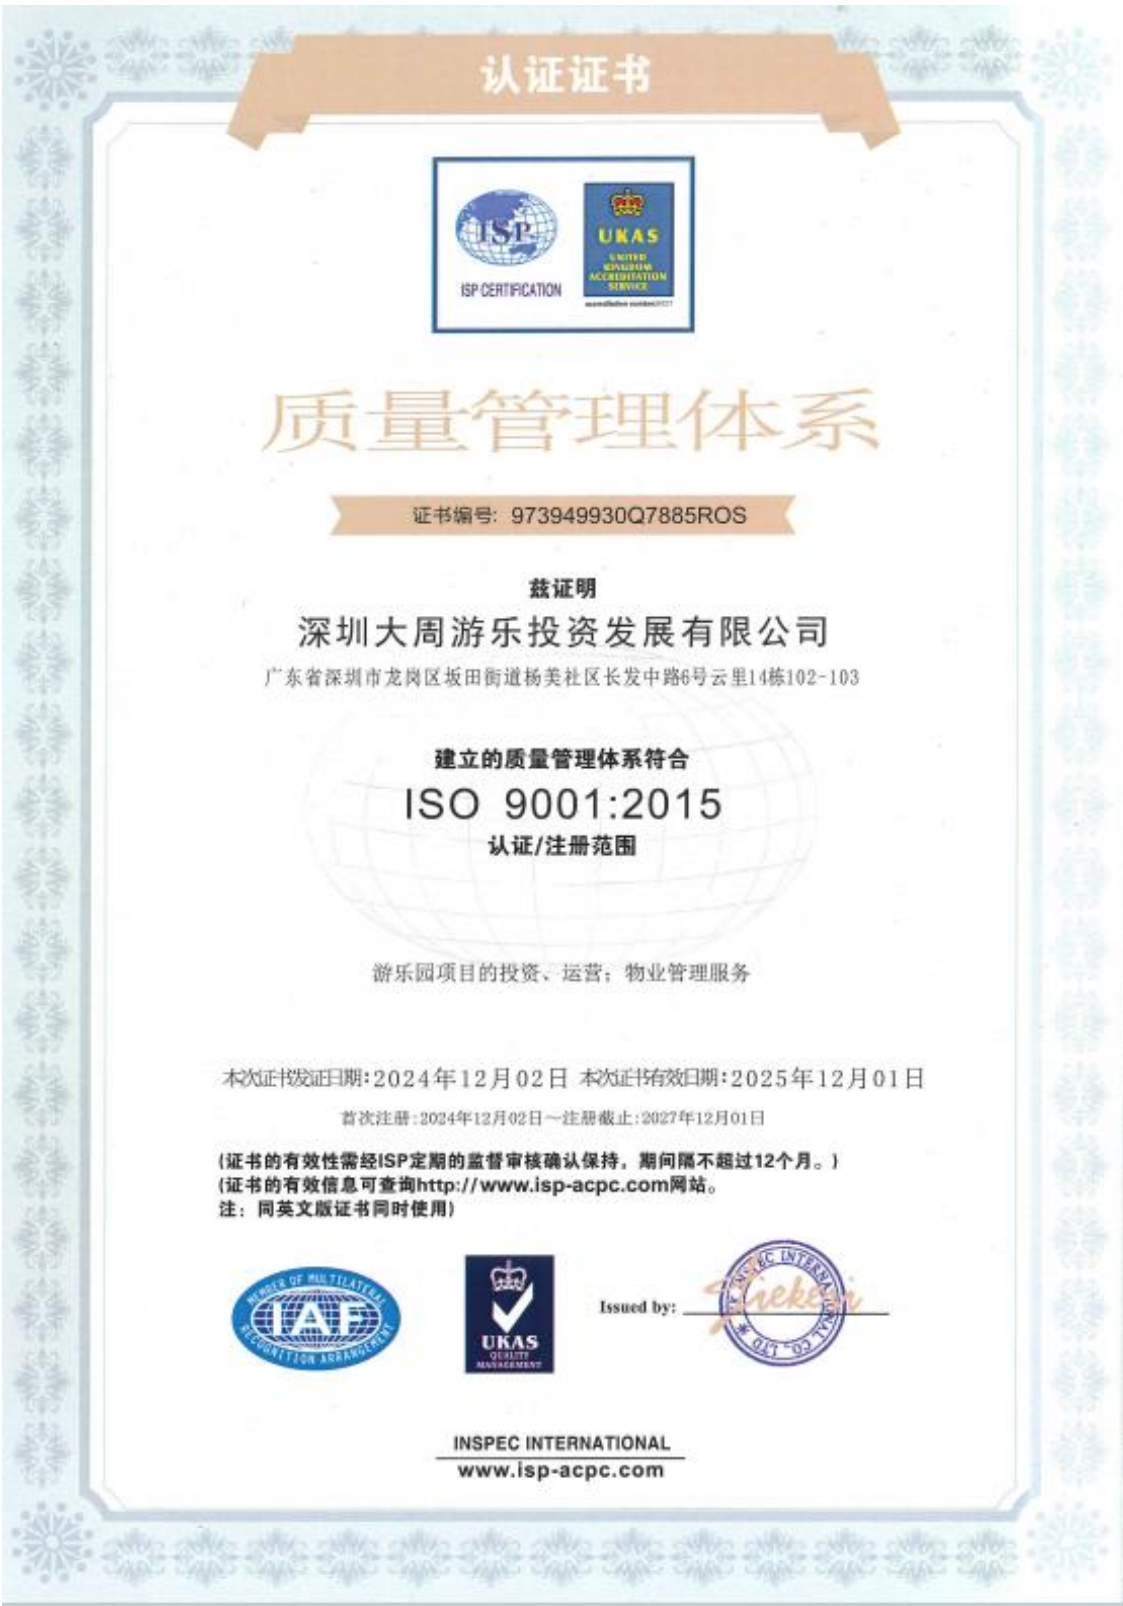 认证证书
ISP
ISP CERTIFICATION
UKAS
UNITED
KINGDOM
ACCREDITATION
SERVICE
质量管理体系
证书编号: 973949930Q7885ROS
兹证明
深圳大周游乐投资发展有限公司
广东省深圳市龙岗区坂田街道杨美社区长发中路6号云里14栋102-103
建立的质量管理体系符合
ISO 9001:2015
认证/注册范围
游乐园项目的投资、运营；物业管理服务
本次证书发证日期:2024年12月02日 本次证书有效日期:2025年12月01日
首次注册:2024年12月02日～注册截止:2027年12月01日
(证书的有效性需经ISP定期的监督审核确认保持，期间隔不超过12个月。)
(证书的有效信息可查询http://www.isp-acpc.com网站。
注：同英文版证书同时使用)
MEMBER OF MULTILATERAL
IAF
RECOGNITION ARRANGEMENT
UKAS
QUALITY
MANAGEMENT
Issued by:
INSPEC INTERNATIONAL CO., LTD
INSPEC INTERNATIONAL
www.isp-acpc.com